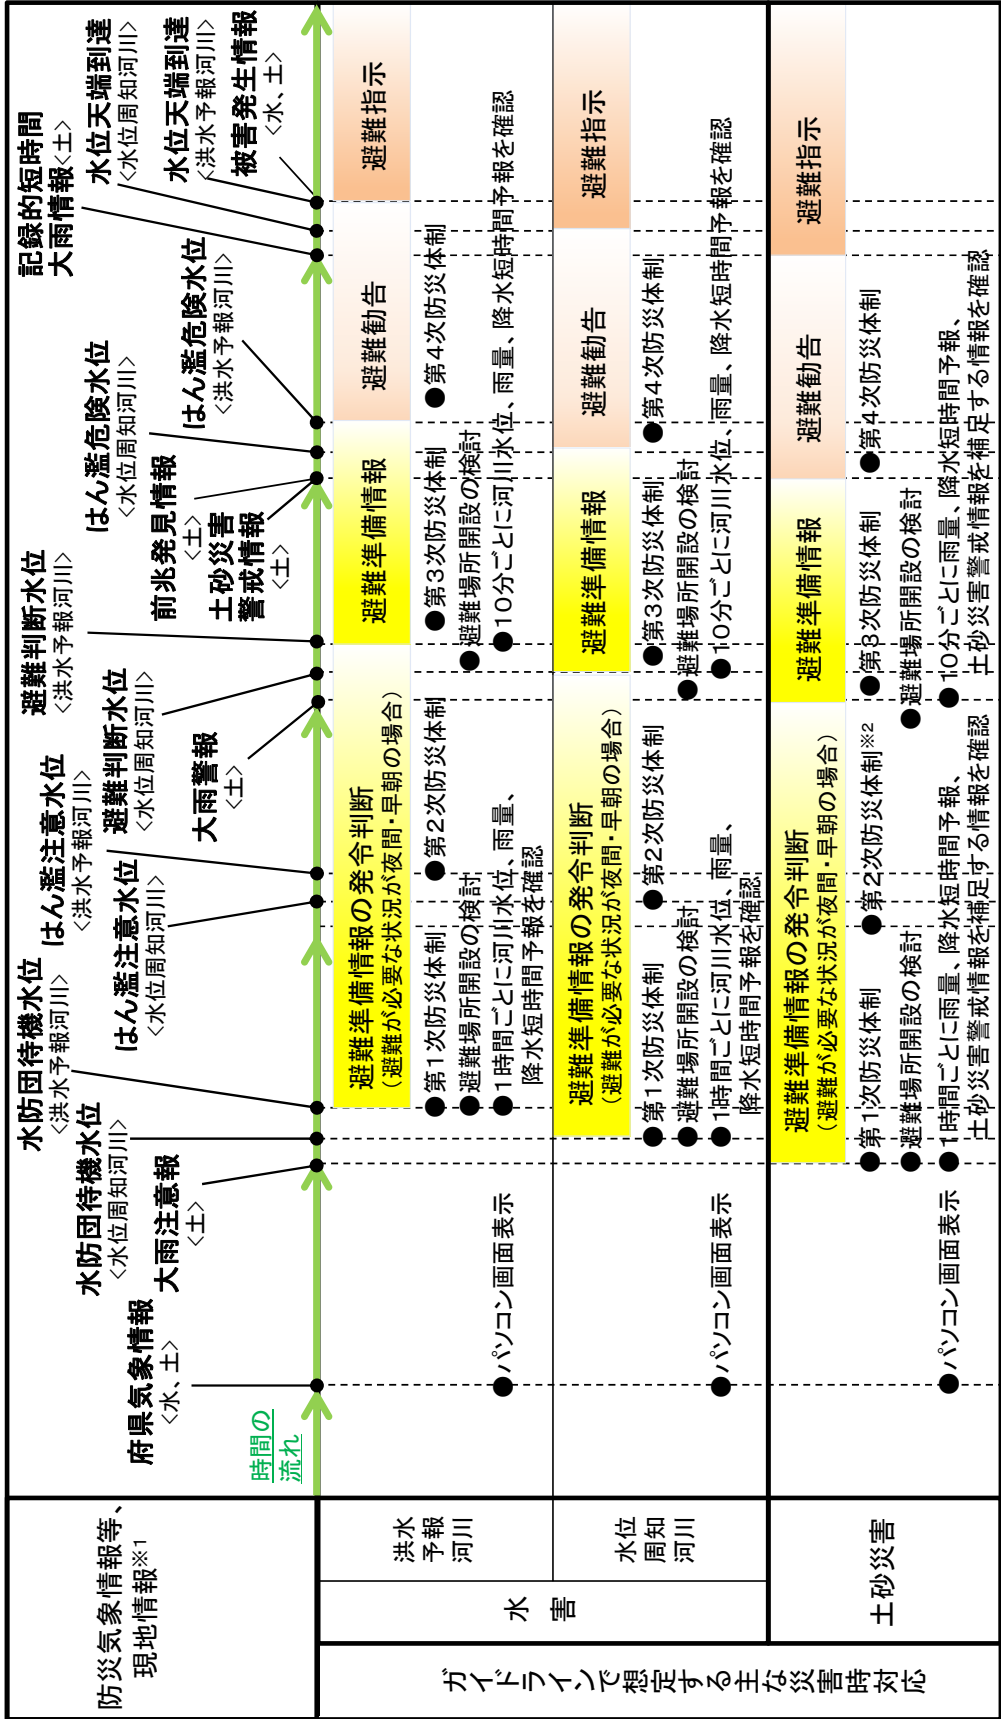 防災気象情報等、
現地情報※1
時間の
流れ
府県気象情報
<水、土>
大雨注意報
<土>
水防団待機水位
<水位周知河川>
水防団待機水位
<洪水予報河川>
はん濫注意水位
<水位周知河川>
はん濫注意水位
<洪水予報河川>
大雨警報
<土>
避難判断水位
<水位周知河川>
避難判断水位
<洪水予報河川>
前兆発見情報
<土>
土砂災害
警戒情報
<土>
はん濫危険水位
<水位周知河川>
はん濫危険水位
<洪水予報河川>
記録的短時間
大雨情報<土>
水位天端到達
<水位周知河川>
水位天端到達
<洪水予報河川>
被害発生情報
<水、土>
ガイドラインで想定する主な災害時対応
水 害
洪水
予報
河川
避難準備情報の発令判断
(避難が必要な状況が夜間・早朝の場合)
避難準備情報
避難勧告
避難指示
●第1次防災体制
●第2次防災体制
●第3次防災体制
●第4次防災体制
●避難場所開設の検討
●避難場所開設の検討
●パソコン画面表示
●1時間ごとに河川水位、雨量、
降水短時間予報を確認
●10分ごとに河川水位、雨量、降水短時間予報を確認
水位
周知
河川
避難準備情報の発令判断
(避難が必要な状況が夜間・早朝の場合)
避難準備情報
避難勧告
避難指示
●第1次防災体制
●第2次防災体制
●第3次防災体制
●第4次防災体制
●避難場所開設の検討
●避難場所開設の検討
●パソコン画面表示
●1時間ごとに河川水位、雨量、
降水短時間予報を確認
●10分ごとに河川水位、雨量、降水短時間予報を確認
土砂災害
避難準備情報の発令判断
(避難が必要な状況が夜間・早朝の場合)
避難準備情報
避難勧告
避難指示
●第1次防災体制
●第2次防災体制※2
●第3次防災体制
●第4次防災体制
●避難場所開設の検討
●避難場所開設の検討
●パソコン画面表示
●1時間ごとに雨量、降水短時間予報、
土砂災害警戒情報を補足する情報を確認
●10分ごとに雨量、降水短時間予報、
土砂災害警戒情報を補足する情報を確認